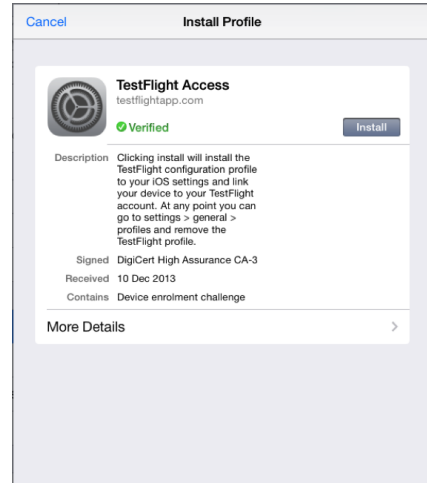 Cancel Install Profile
TestFlight Access
testflightapp.com
Verified
Install
Description Clicking install will install the
TestFlight configuration profile
to your iOS settings and link
your device to your TestFlight
account. At any point you can
go to settings > general >
profiles and remove the
TestFlight profile.
Signed DigiCert High Assurance CA-3
Received 10 Dec 2013
Contains Device enrolment challenge
More Details